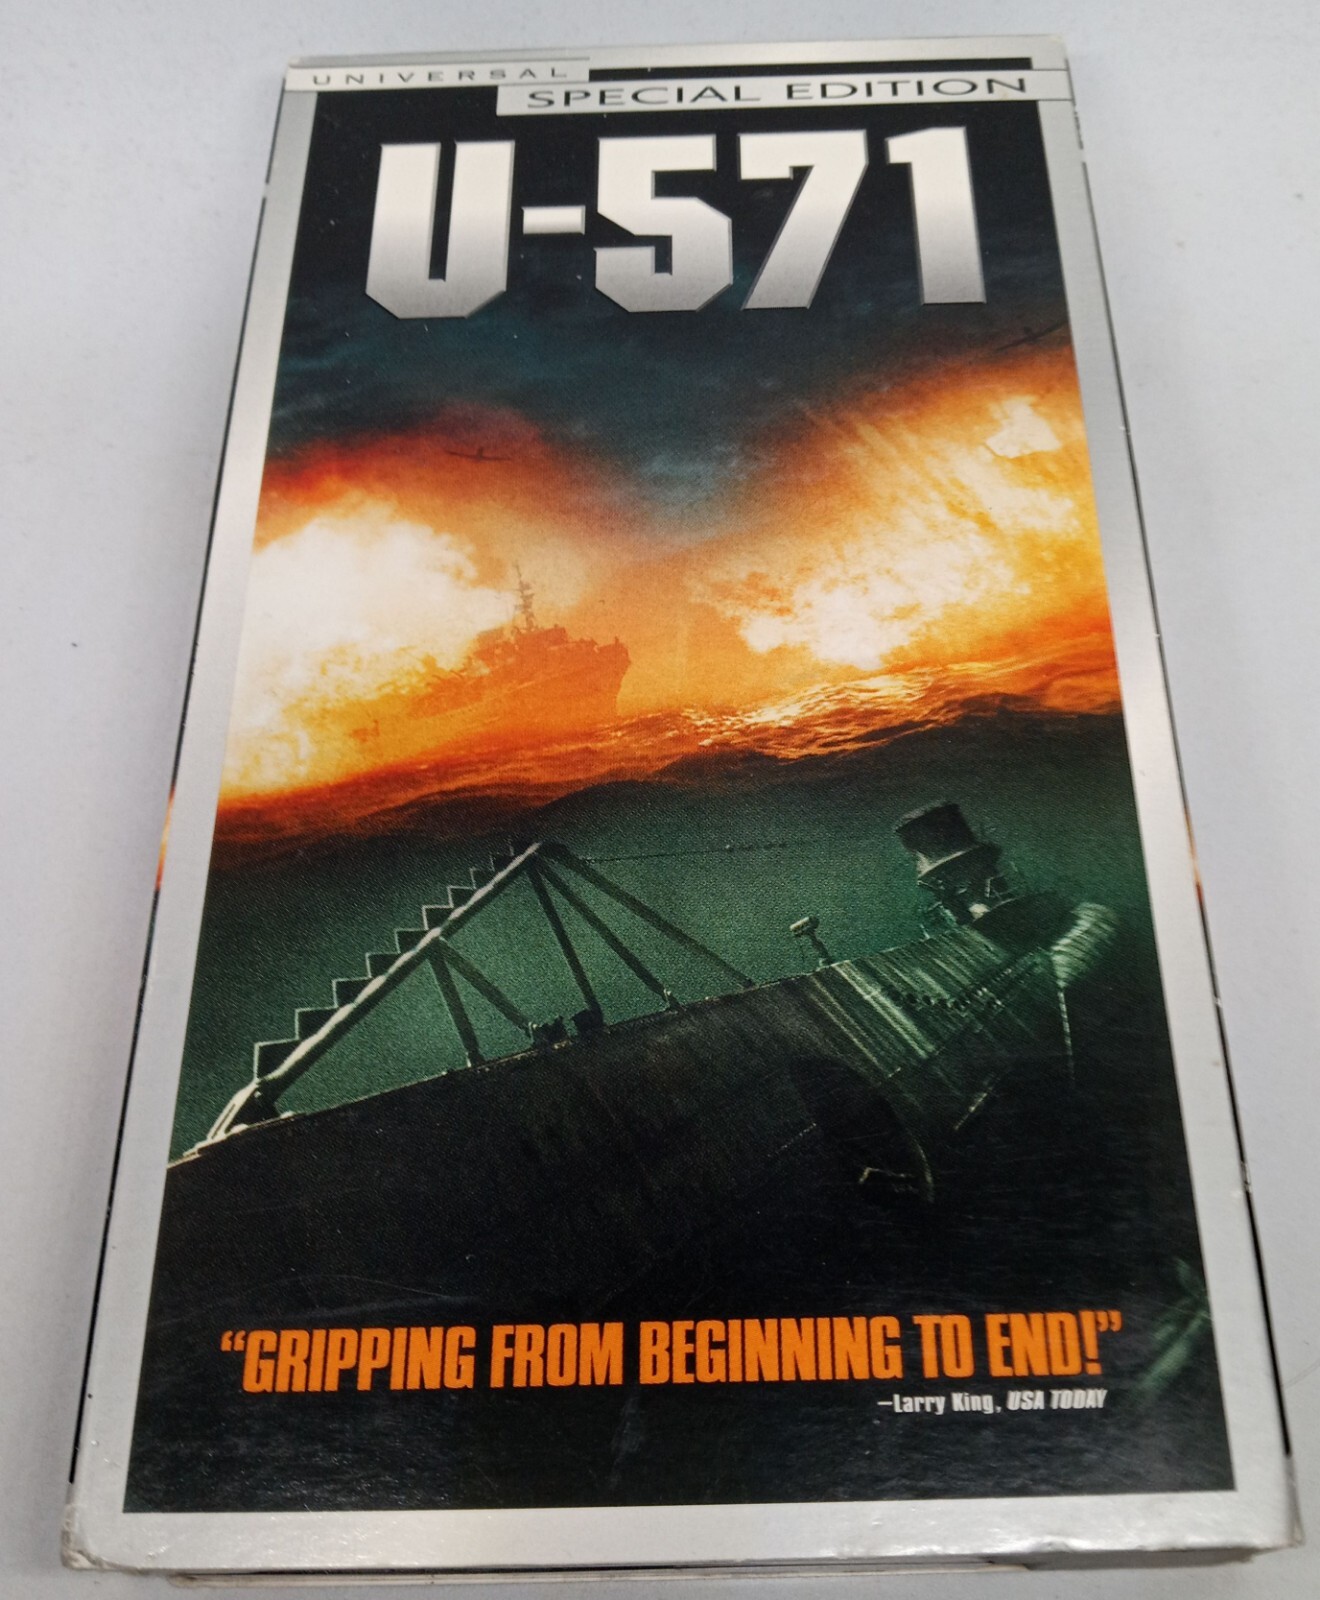 UNIVERSAL
SPECIAL EDITION
U-571
“GRIPPING FROM BEGINNING TO END!”
—Larry King, USA TODAY